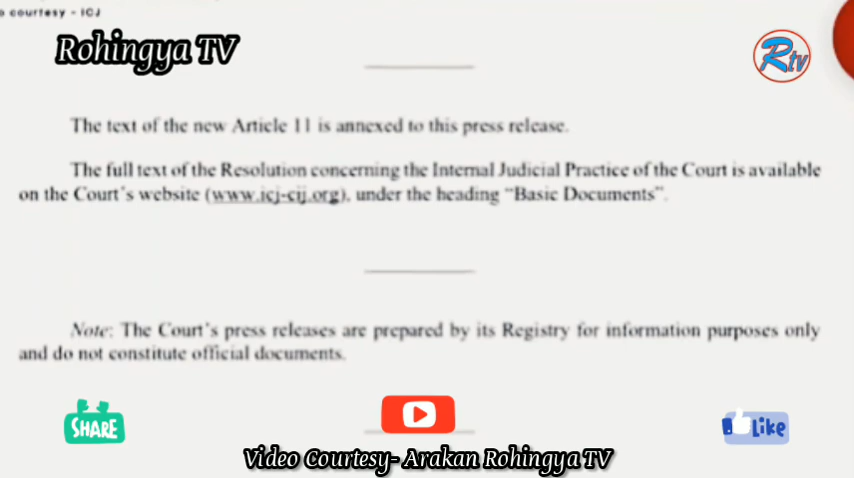 courtesy - ICJ
Rohingya TV
Rtv
The text of the new Article 11 is annexed to this press release.
The full text of the Resolution concerning the Internal Judicial Practice of the Court is available
on the Court's website (www.icj-cij.org), under the heading "Basic Documents".
Note: The Court's press releases are prepared by its Registry for information purposes only
and do not constitute official documents.
SHARE
Like
Video Courtesy- Arakan Rohingya TV